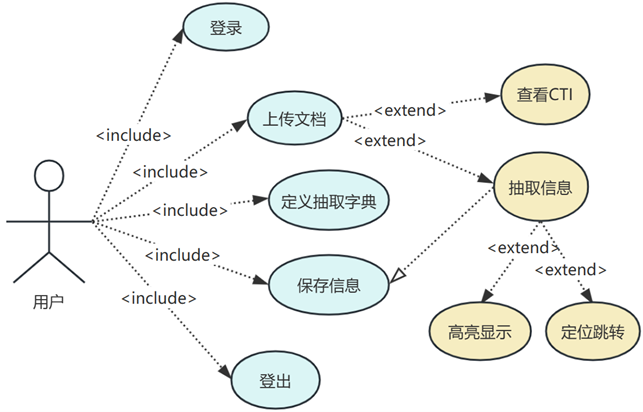 登录
<include>
上传文档
<extend>
查看CTI
<include>
<extend>
抽取信息
<include>
定义抽取字典
<include>
保存信息
<extend>
<extend>
用户
<include>
高亮显示
定位跳转
登出